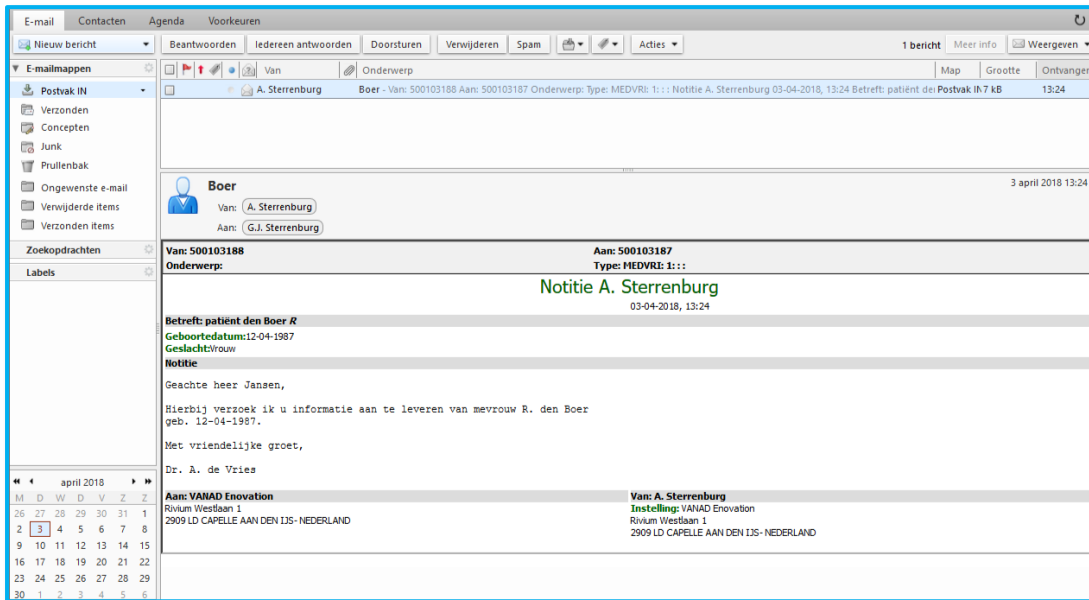 E-mail Contacten Agenda Voorkeuren
Nieuw bericht Beantwoorden Iedereen antwoorden Doorsturen Verwijderen Spam Acties 1 bericht Meer info Weergeven
E-mailmappen
Postvak IN
Verzonden
Concepten
Junk
Prullenbak
Ongewenste e-mail
Verwijderde items
Verzonden items
Zoekopdrachten
Labels
Van Onderwerp Map Grootte Ontvangen
A. Sterrenburg Boer - Van: 500103188 Aan: 500103187 Onderwerp: Type: MEDVRI: 1: : : Notitie A. Sterrenburg 03-04-2018, 13:24 Betreft: patiënt de Postvak IN 7 kB 13:24
Boer 3 april 2018 13:24
Van: A. Sterrenburg
Aan: G.J. Sterrenburg
Van: 500103188 Aan: 500103187
Onderwerp: Type: MEDVRI: 1: : :
Notitie A. Sterrenburg
03-04-2018, 13:24
Betreft: patiënt den Boer R
Geboortedatum:12-04-1987
Geslacht:Vrouw
Notitie
Geachte heer Jansen,
Hierbij verzoek ik u informatie aan te leveren van mevrouw R. den Boer
geb. 12-04-1987.
Met vriendelijke groet,
Dr. A. de Vries
Aan: VANAD Enovation Van: A. Sterrenburg
Rivium Westlaan 1 Instelling: VANAD Enovation
2909 LD CAPELLE AAN DEN IJS- NEDERLAND Rivium Westlaan 1
2909 LD CAPELLE AAN DEN IJS- NEDERLAND
april 2018
M D W D V Z Z
26 27 28 29 30 31 1
2 3 4 5 6 7 8
9 10 11 12 13 14 15
16 17 18 19 20 21 22
23 24 25 26 27 28 29
30 1 2 3 4 5 6